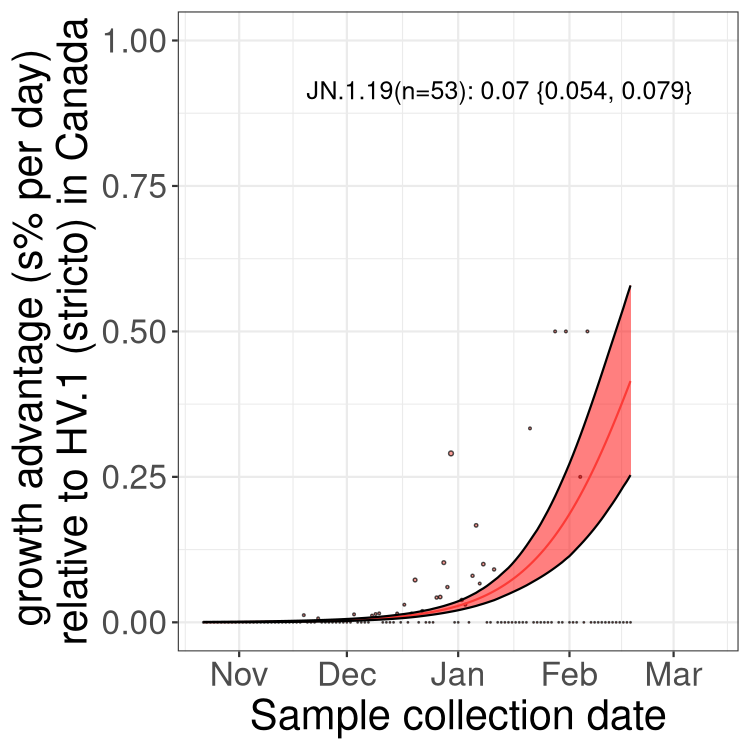 growth advantage (s% per day)
relative to HV.1 (stricto) in Canada
1.00
0.75
0.50
0.25
0.00
JN.1.19(n=53): 0.07 {0.054, 0.079}
Nov Dec Jan Feb Mar
Sample collection date